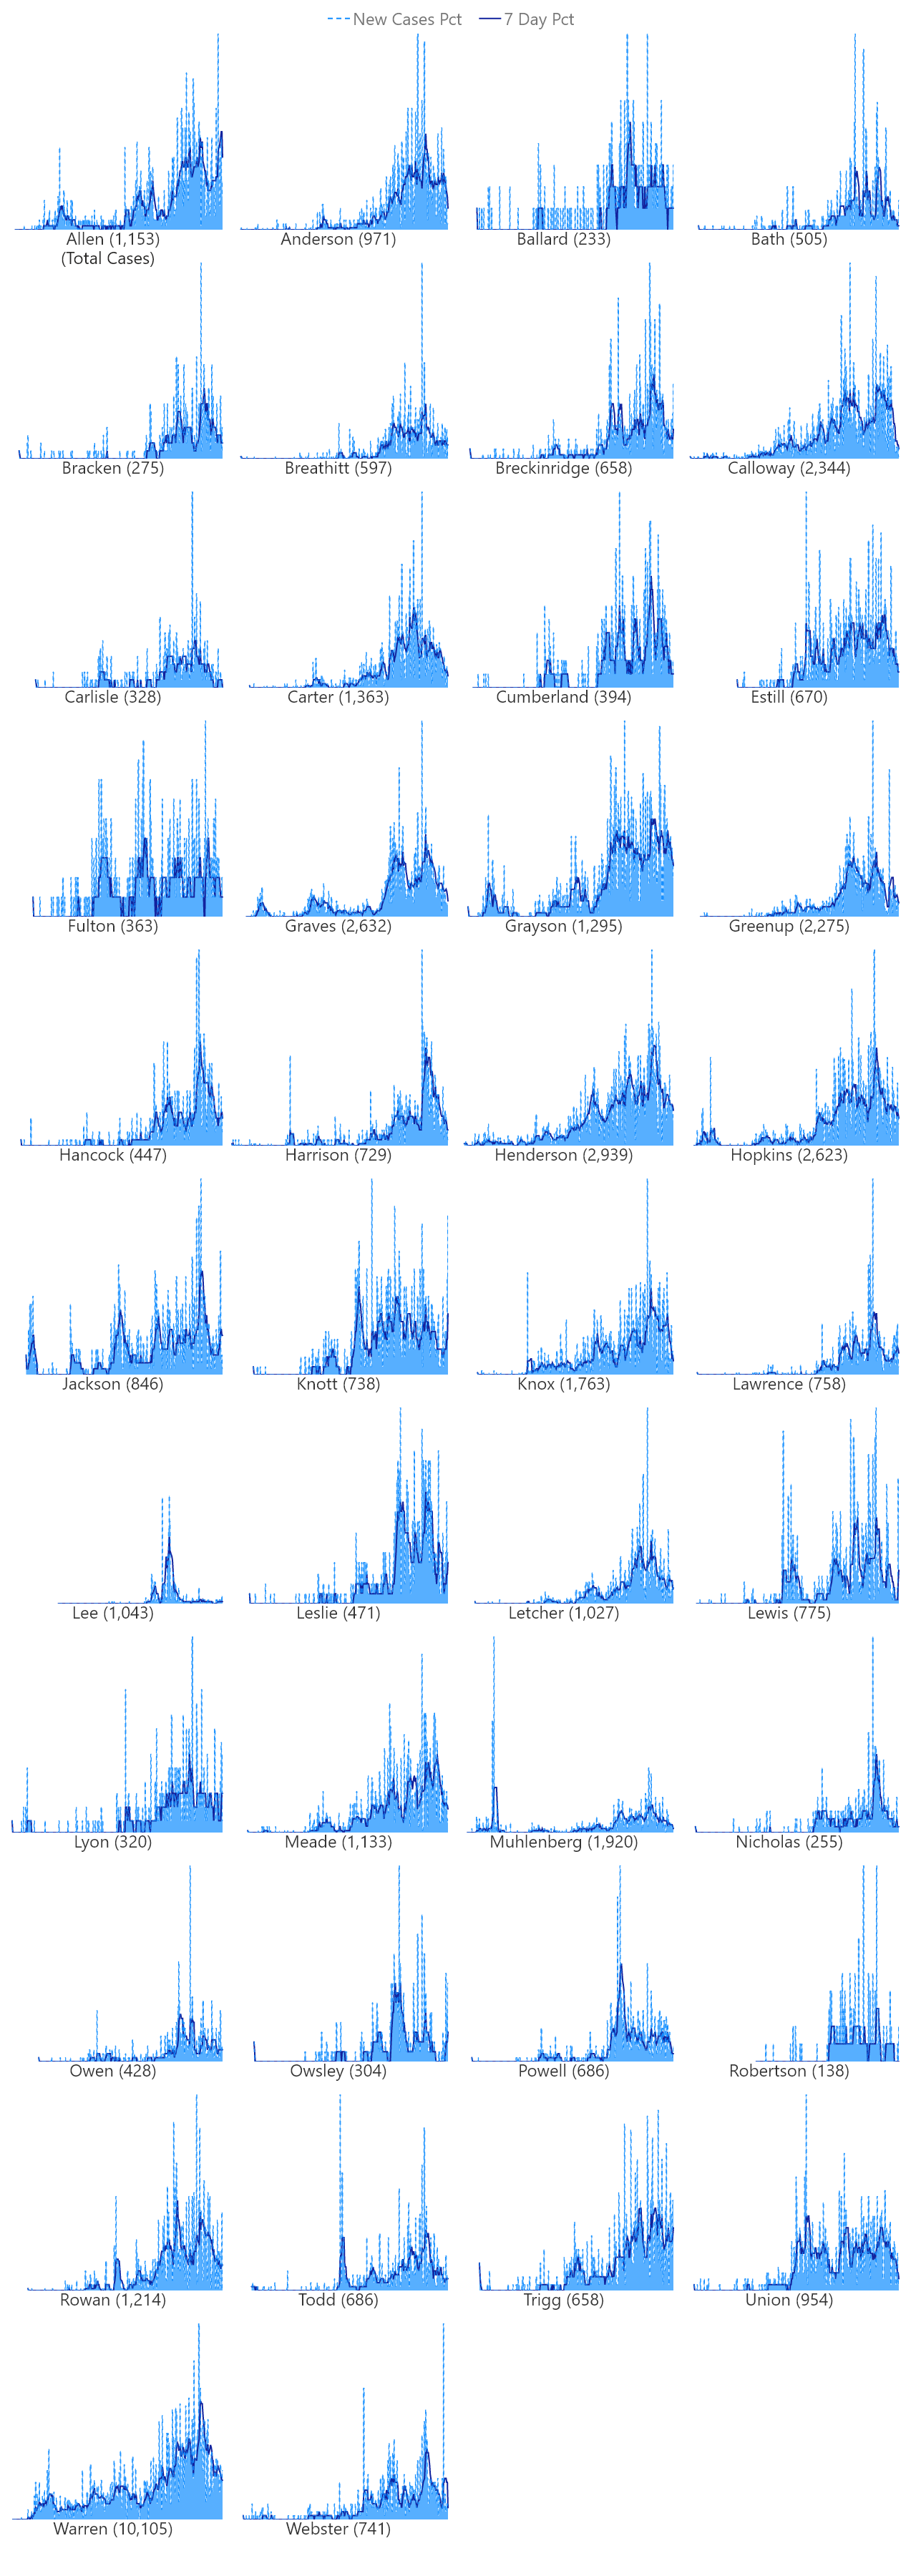 New Cases Pct 7 Day Pct
Allen (1,153) Anderson (971) Ballard (233) Bath (505)
(Total Cases)
Bracken (275) Breathitt (597) Breckinridge (658) Calloway (2,344)
Carlisle (328) Carter (1,363) Cumberland (394) Estill (670)
Fulton (363) Graves (2,632) Grayson (1,295) Greenup (2,275)
Hancock (447) Harrison (729) Henderson (2,939) Hopkins (2,623)
Jackson (846) Knott (738) Knox (1,763) Lawrence (758)
Lee (1,043) Leslie (471) Letcher (1,027) Lewis (775)
Lyon (320) Meade (1,133) Muhlenberg (1,920) Nicholas (255)
Owen (428) Owsley (304) Powell (686) Robertson (138)
Rowan (1,214) Todd (686) Trigg (658) Union (954)
Warren (10,105) Webster (741)